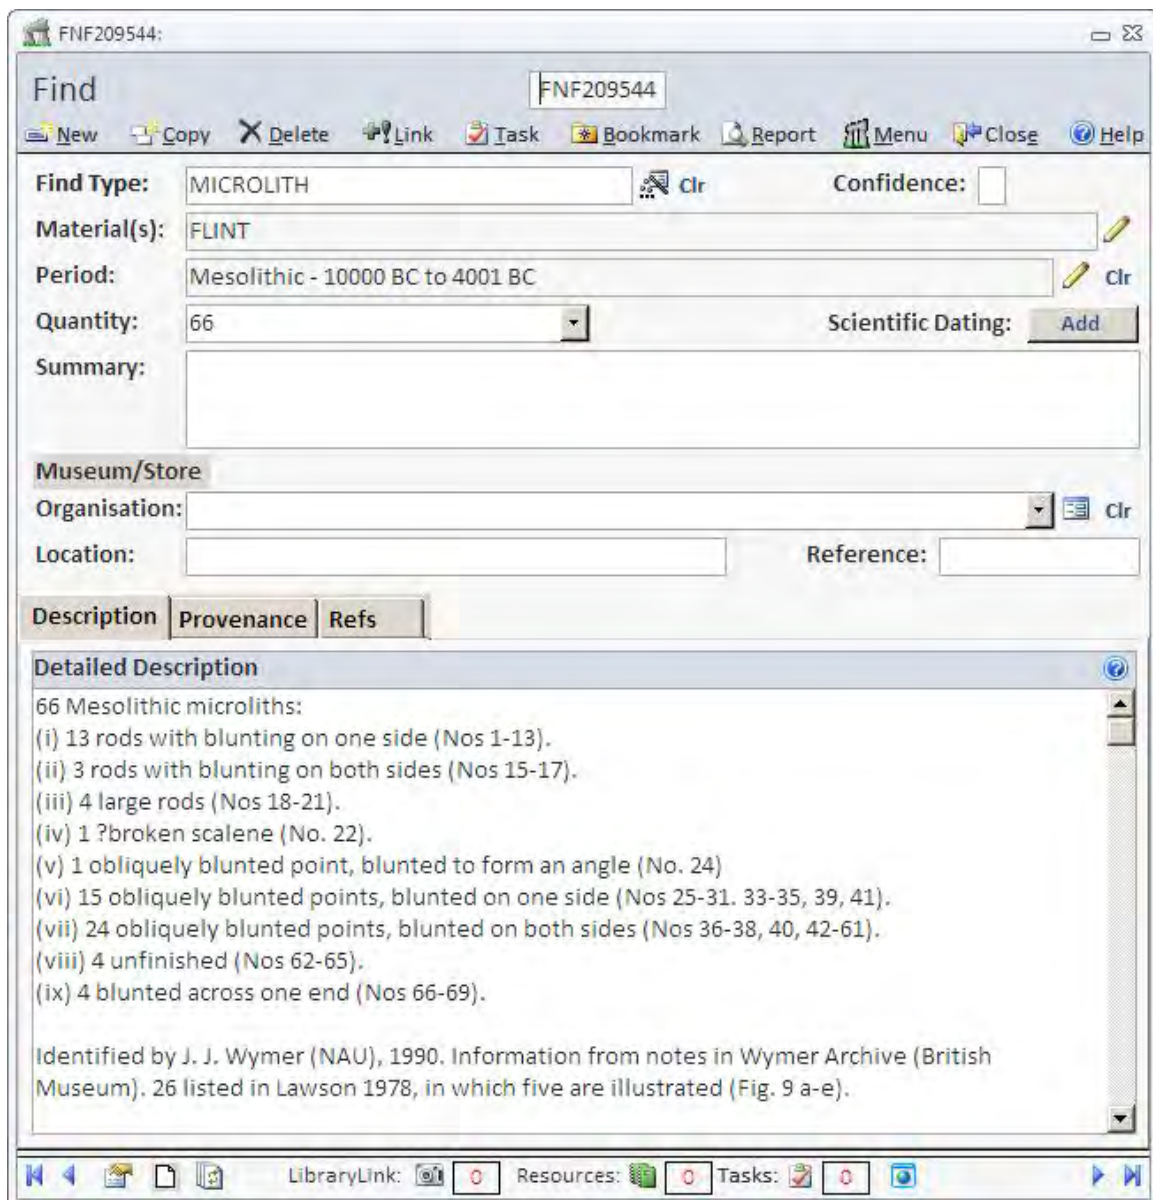 FNF209544:
Find FNF209544
New Copy Delete Link Task Bookmark Report Menu Close Help
Find Type: MICROLITH Clr Confidence:
Material(s): FLINT
Period: Mesolithic - 10000 BC to 4001 BC Clr
Quantity: 66 Scientific Dating: Add
Summary:
Museum/Store
Organisation: Clr
Location: Reference:
Description Provenance Refs
Detailed Description
66 Mesolithic microliths:
(i) 13 rods with blunting on one side (Nos 1-13).
(ii) 3 rods with blunting on both sides (Nos 15-17).
(iii) 4 large rods (Nos 18-21).
(iv) 1 ?broken scalene (No. 22).
(v) 1 obliquely blunted point, blunted to form an angle (No. 24)
(vi) 15 obliquely blunted points, blunted on one side (Nos 25-31. 33-35, 39, 41).
(vii) 24 obliquely blunted points, blunted on both sides (Nos 36-38, 40, 42-61).
(viii) 4 unfinished (Nos 62-65).
(ix) 4 blunted across one end (Nos 66-69).
Identified by J. J. Wymer (NAU), 1990. Information from notes in Wymer Archive (British
Museum). 26 listed in Lawson 1978, in which five are illustrated (Fig. 9 a-e).
LibraryLink: 0 Resources: 0 Tasks: 0